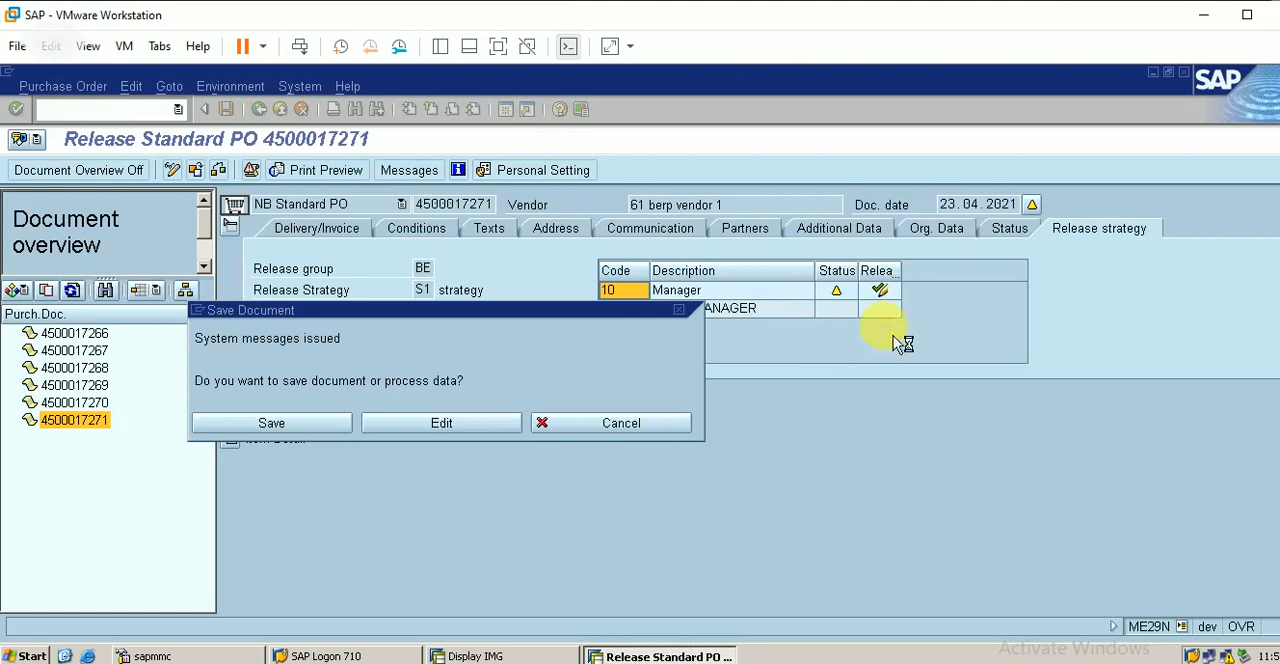 SAP - VMware Workstation
File Edit View VM Tabs Help
Purchase Order Edit Goto Environment System Help
SAP
Release Standard PO 4500017271
Document Overview Off Print Preview Messages Personal Setting
Document overview
NB Standard PO 4500017271 Vendor 61 berp vendor 1 Doc. date 23.04.2021
Delivery/Invoice Conditions Texts Address Communication Partners Additional Data Org. Data Status Release strategy
Release group BE
Release Strategy S1 strategy
Code Description Status Relea...
10 Manager
ANAGER
Purch.Doc.
4500017266
4500017267
4500017268
4500017269
4500017270
4500017271
Save Document
System messages issued
Do you want to save document or process data?
Save Edit Cancel
ME29N dev OVR
Activate Windows
Start sapmmc SAP Logon 710 Display IMG Release Standard PO ... 11:5